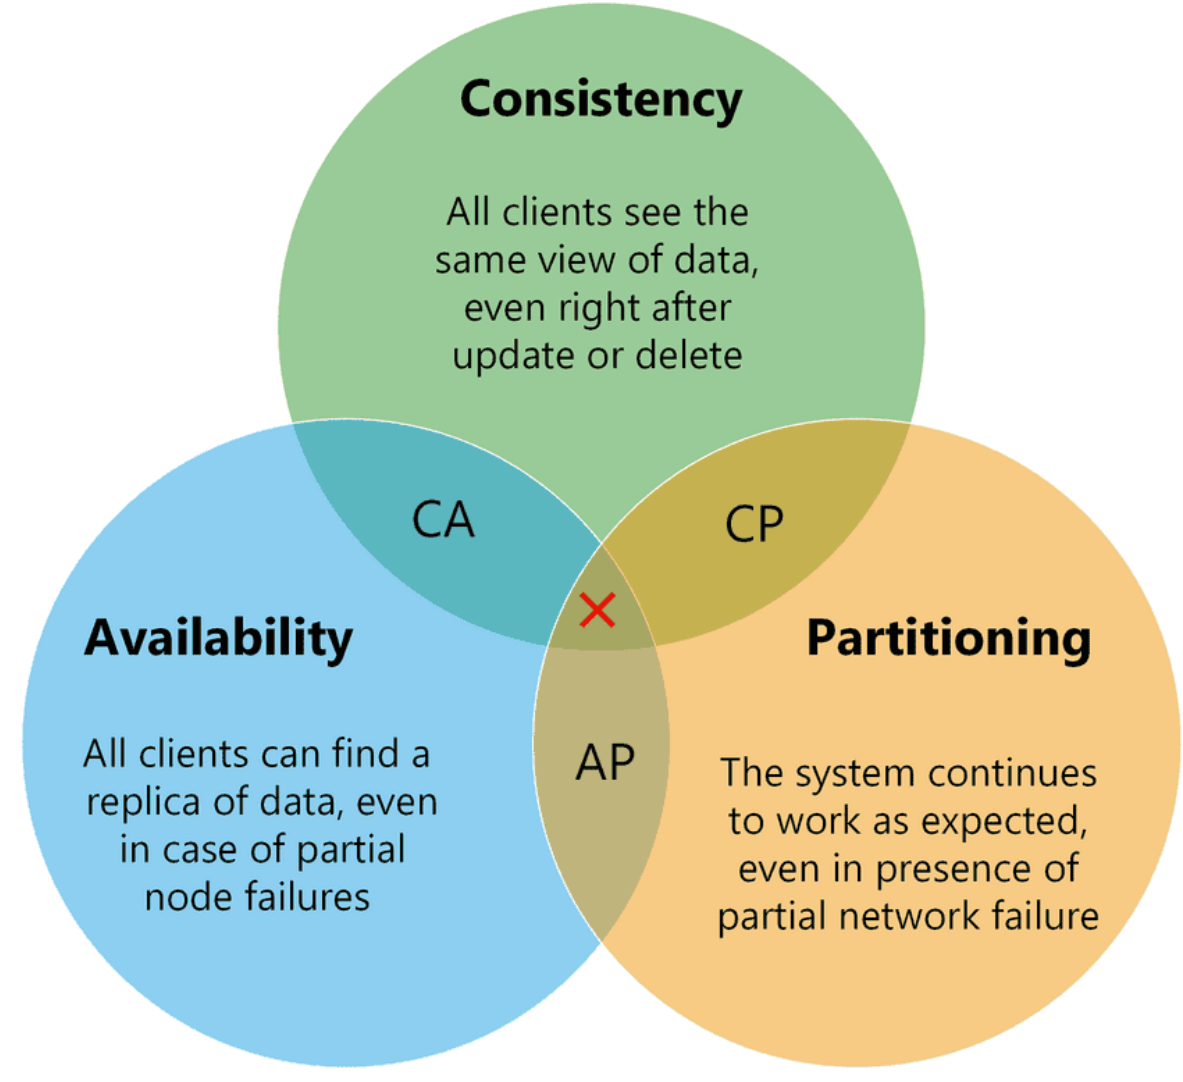 Consistency
All clients see the
same view of data,
even right after
update or delete
CA
CP
Availability
All clients can find a
replica of data, even
in case of partial
node failures
AP
Partitioning
The system continues
to work as expected,
even in presence of
partial network failure